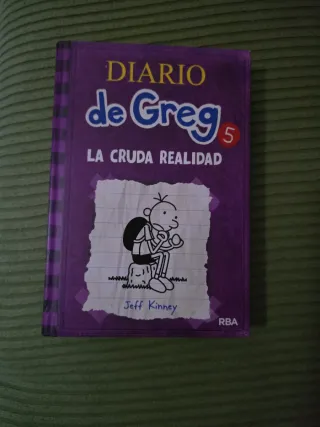 DIARIO
de Greg
5
LA CRUDA REALIDAD
Jeff Kinney
RBA